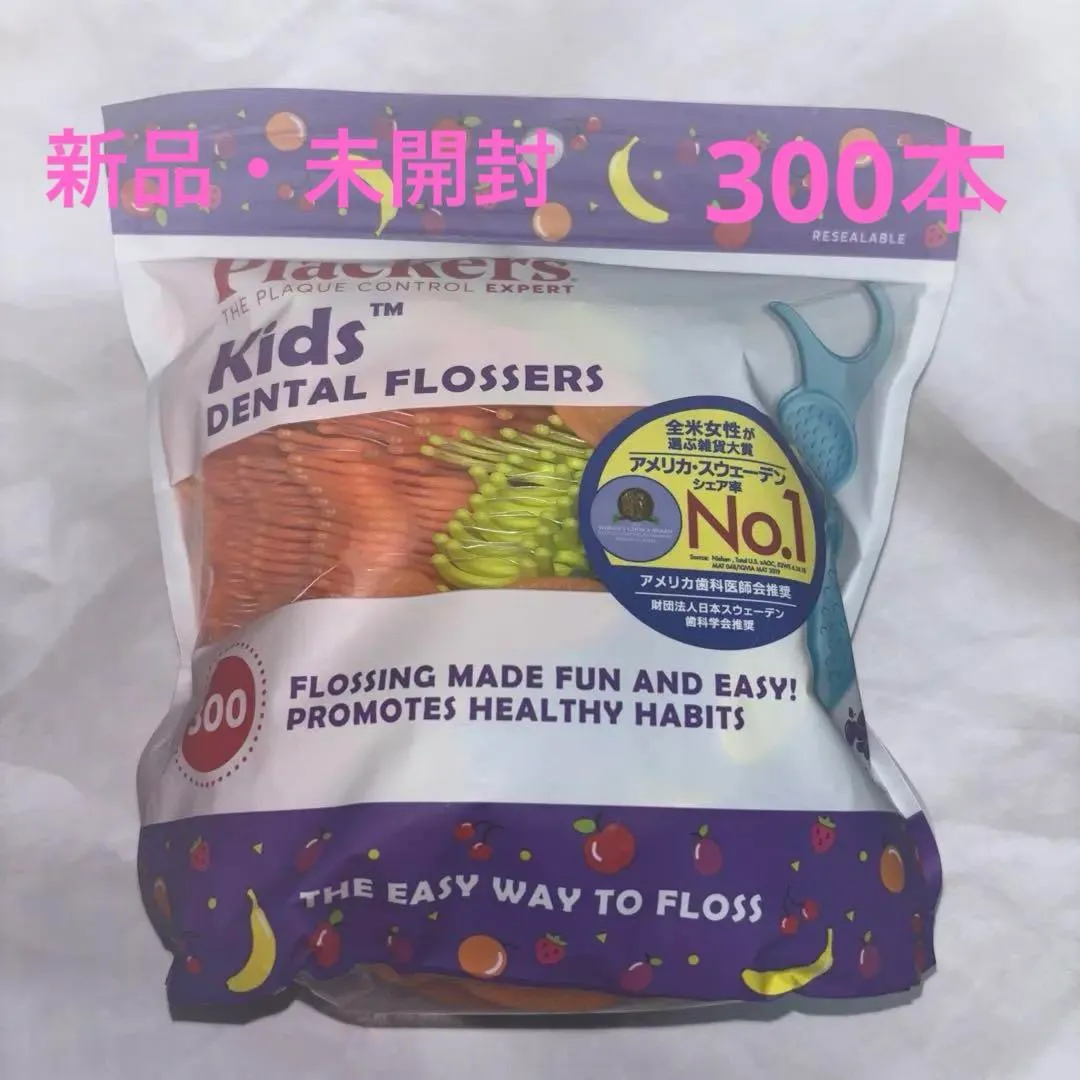 新品・未開封 300本
RESEALABLE
Plackers
THE PLAQUE CONTROL EXPERT
Kids™
DENTAL FLOSSERS
全米女性が
選ぶ雑貨大賞
アメリカ・スウェーデン
シェア率
No.1
アメリカ歯科医師会推奨
財団法人日本スウェーデン
歯科学会推奨
300
FLOSSING MADE FUN AND EASY!
PROMOTES HEALTHY HABITS
THE EASY WAY TO FLOSS